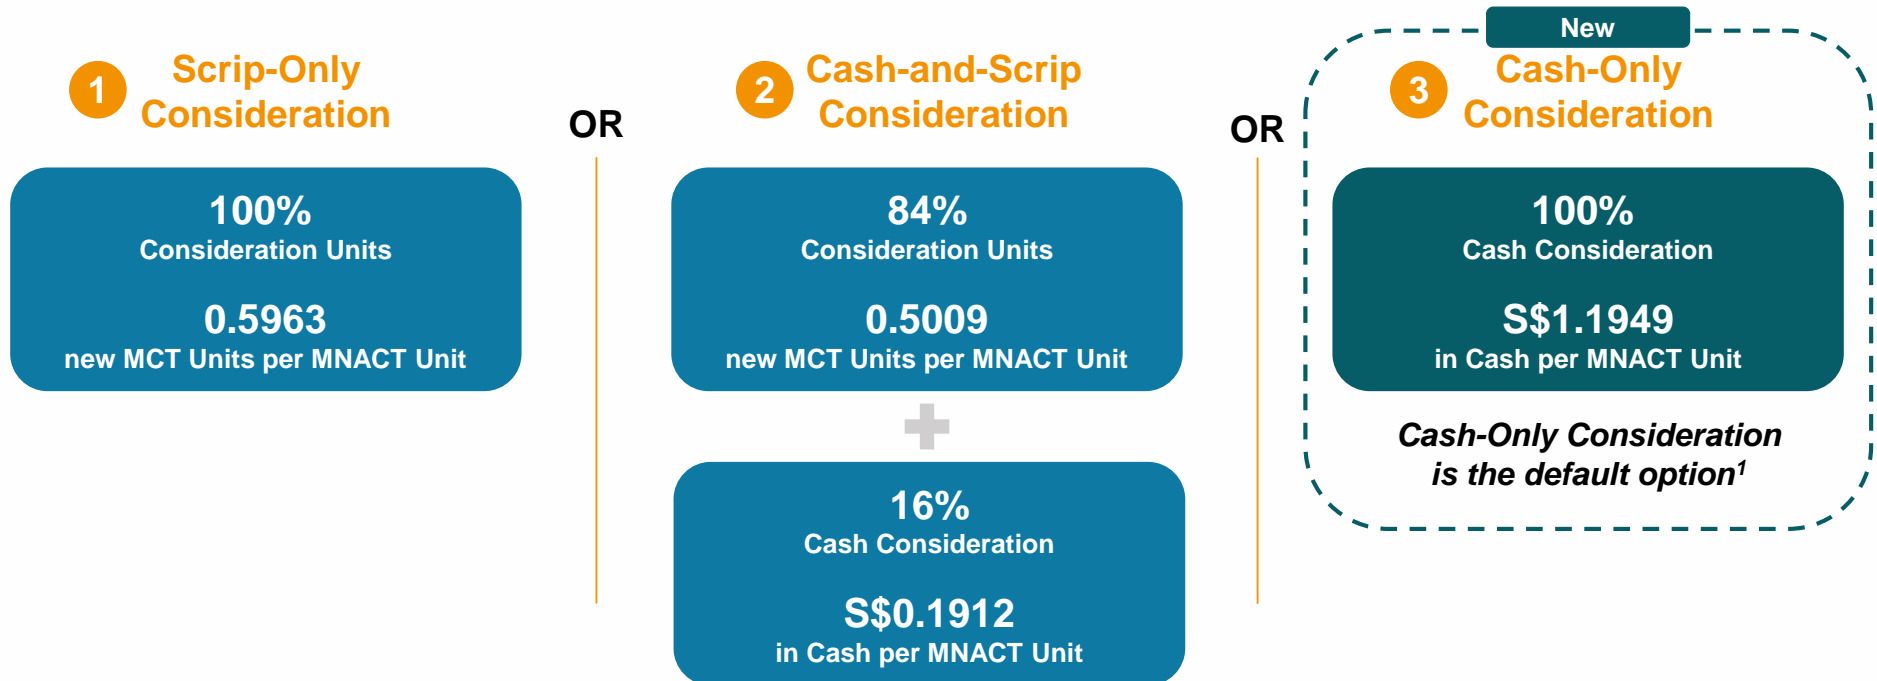 1
Scrip-Only
Consideration
100%
Consideration Units
0.5963
new MCT Units per MNACT Unit
OR
2
Cash-and-Scrip
Consideration
84%
Consideration Units
0.5009
new MCT Units per MNACT Unit
16%
Cash Consideration
S$0.1912
in Cash per MNACT Unit
OR
New
3
Cash-Only
Consideration
100%
Cash Consideration
S$1.1949
in Cash per MNACT Unit
Cash-Only Consideration
is the default option¹